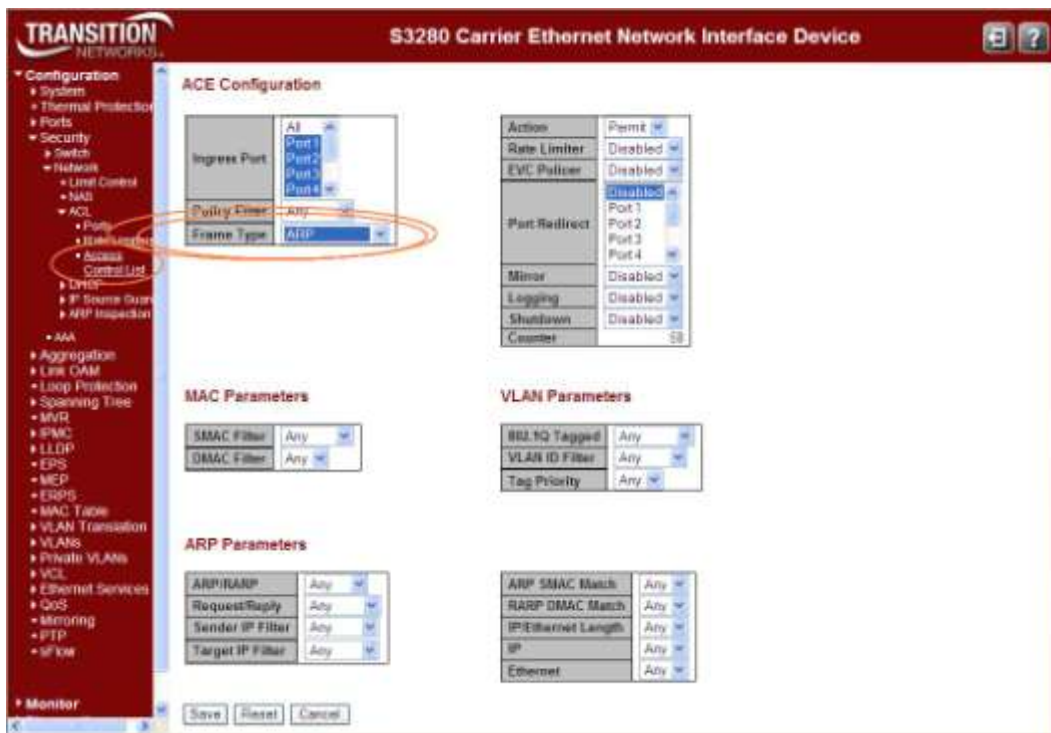 TRANSITION
NETWORKS
S3280 Carrier Ethernet Network Interface Device
?
Configuration
System
Thermal Protection
Ports
Security
Switch
Network
Limit Control
NAS
ACL
Ports
Rate Limiters
Access
Control List
DHCP
IP Source Guard
ARP Inspection
AAA
Aggregation
Link OAM
Loop Protection
Spanning Tree
MVR
IPMC
LLDP
EPS
MEP
ERPS
MAC Table
VLAN Translation
VLANs
Private VLANs
VCL
Ethernet Services
QoS
Mirroring
PTP
sFlow
Monitor
ACE Configuration
Ingress Port
All
Port 1
Port 2
Port 3
Port 4
Policy Filter Any
Frame Type ARP
Action Permit
Rate Limiter Disabled
EVC Policer Disabled
Port Redirect
Disabled
Port 1
Port 2
Port 3
Port 4
Mirror Disabled
Logging Disabled
Shutdown Disabled
Counter 58
MAC Parameters
SMAC Filter Any
DMAC Filter Any
VLAN Parameters
802.1Q Tagged Any
VLAN ID Filter Any
Tag Priority Any
ARP Parameters
ARP/RARP Any
Request/Reply Any
Sender IP Filter Any
Target IP Filter Any
ARP SMAC Match Any
RARP DMAC Match Any
IP/Ethernet Length Any
IP Any
Ethernet Any
Save Reset Cancel